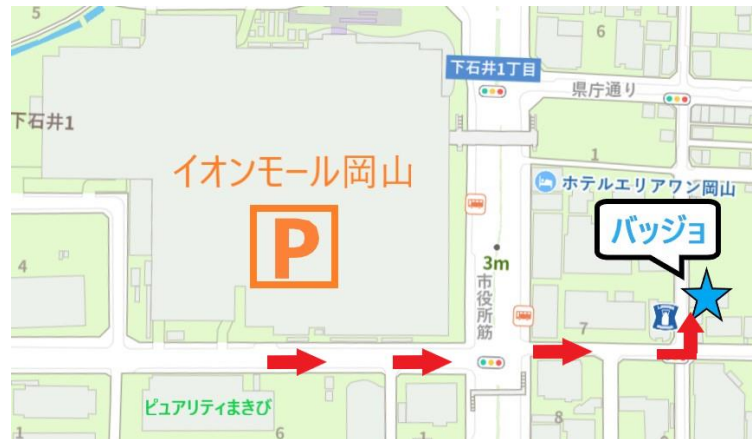 5
6
下石井1丁目
県庁通り
下石井1
1
イオンモール岡山
ホテルエリアワン岡山
P
バッジョ
4
3m
市役所筋
7
ピュアリティまきび
1
6
1
8